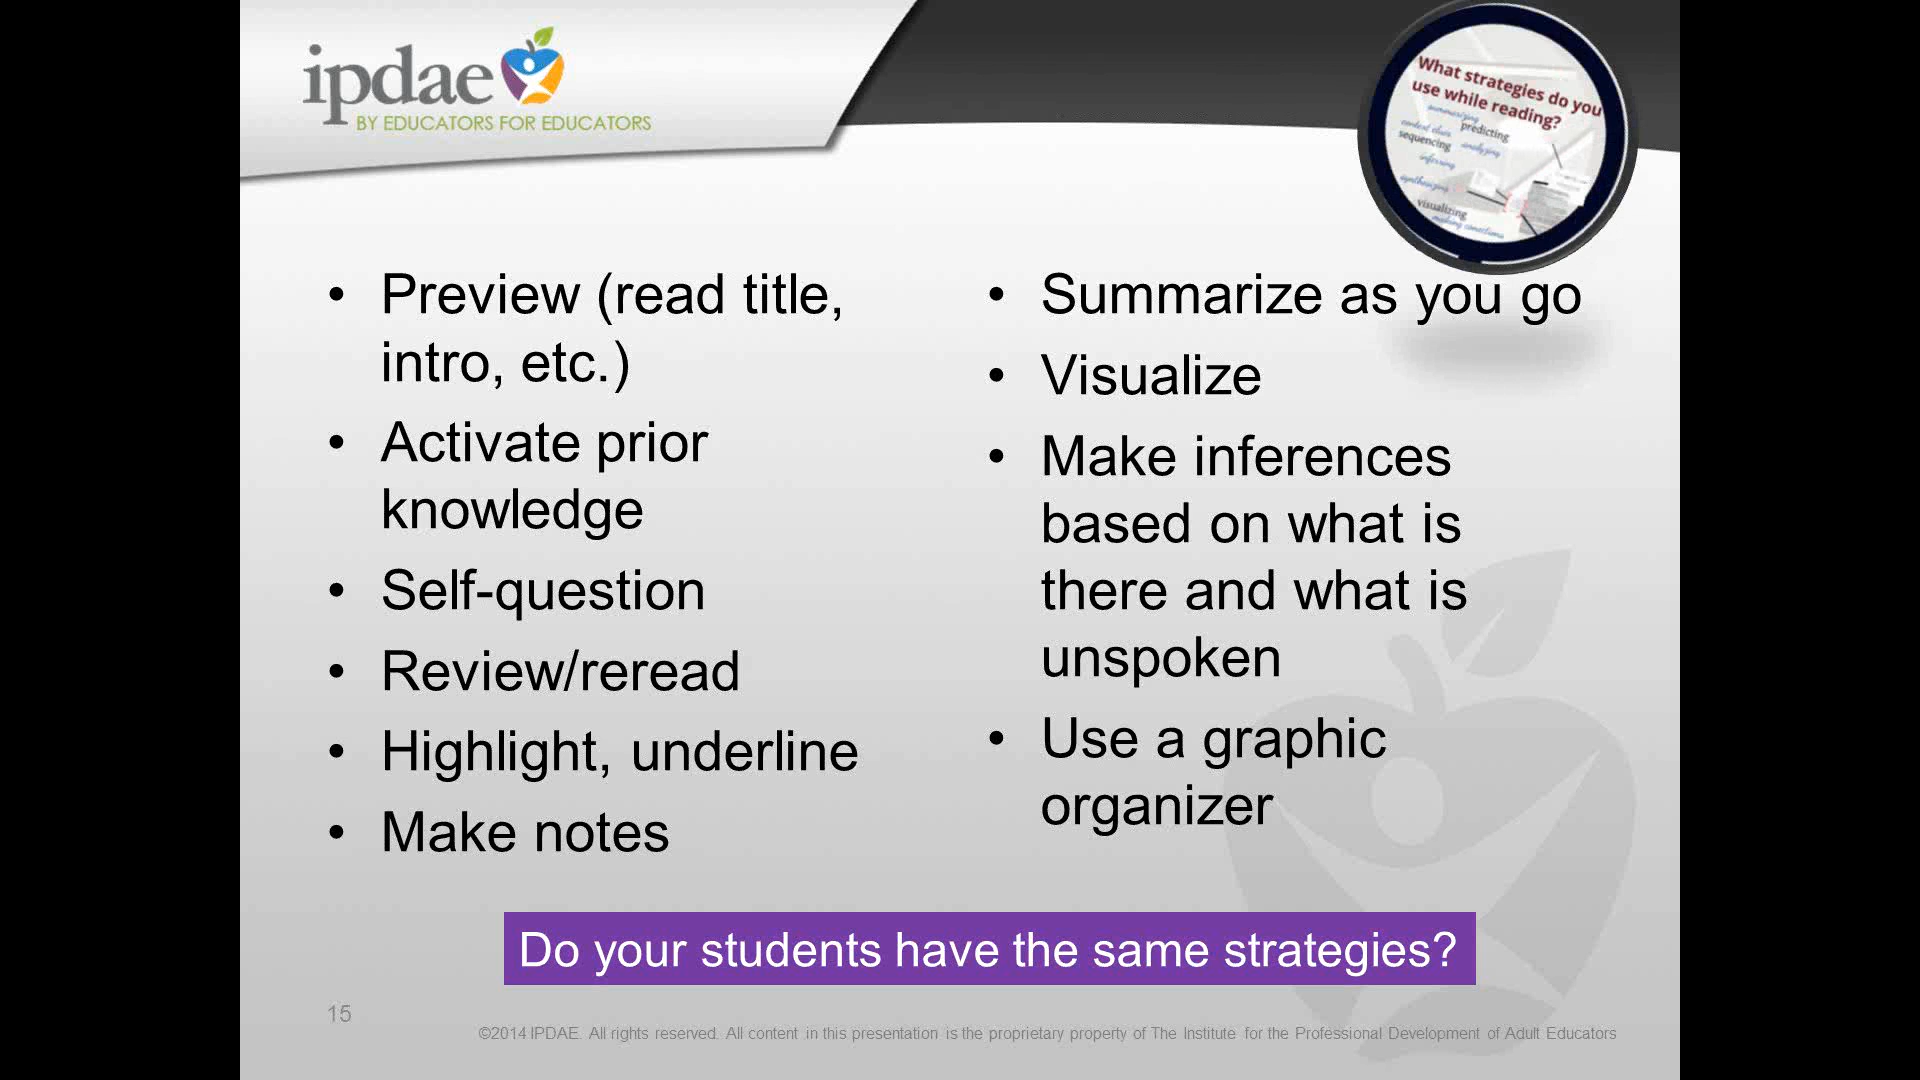 ipdae
BY EDUCATORS FOR EDUCATORS
What strategies do you
use while reading?
summarizing
context clues
predicting
sequencing
analyzing
inferring
synthesizing
visualizing
making connections
• Preview (read title,
intro, etc.)
• Activate prior
knowledge
• Self-question
• Review/reread
• Highlight, underline
• Make notes
• Summarize as you go
• Visualize
• Make inferences
based on what is
there and what is
unspoken
• Use a graphic
organizer
Do your students have the same strategies?
15
©2014 IPDAE. All rights reserved. All content in this presentation is the proprietary property of The Institute for the Professional Development of Adult Educators